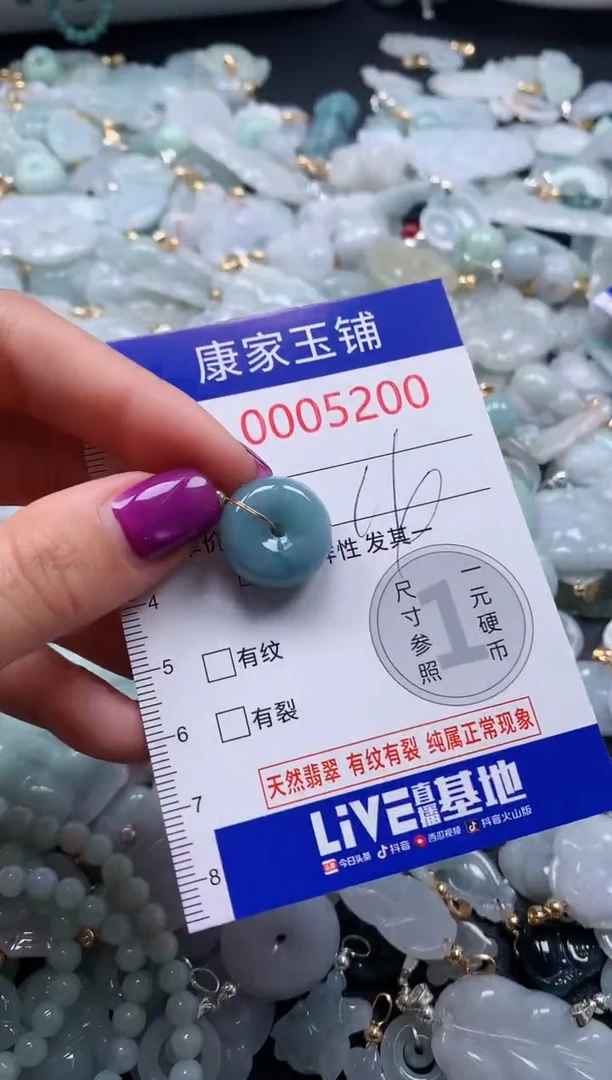 康家玉铺
0005200
性 发其一
4
5
6
7
8
□有纹
□有裂
1
一元硬币
尺寸参照
天然翡翠 有纹有裂 纯属正常现象
LiVE直播基地
头条 今日头条 抖音 西瓜视频 抖音火山版